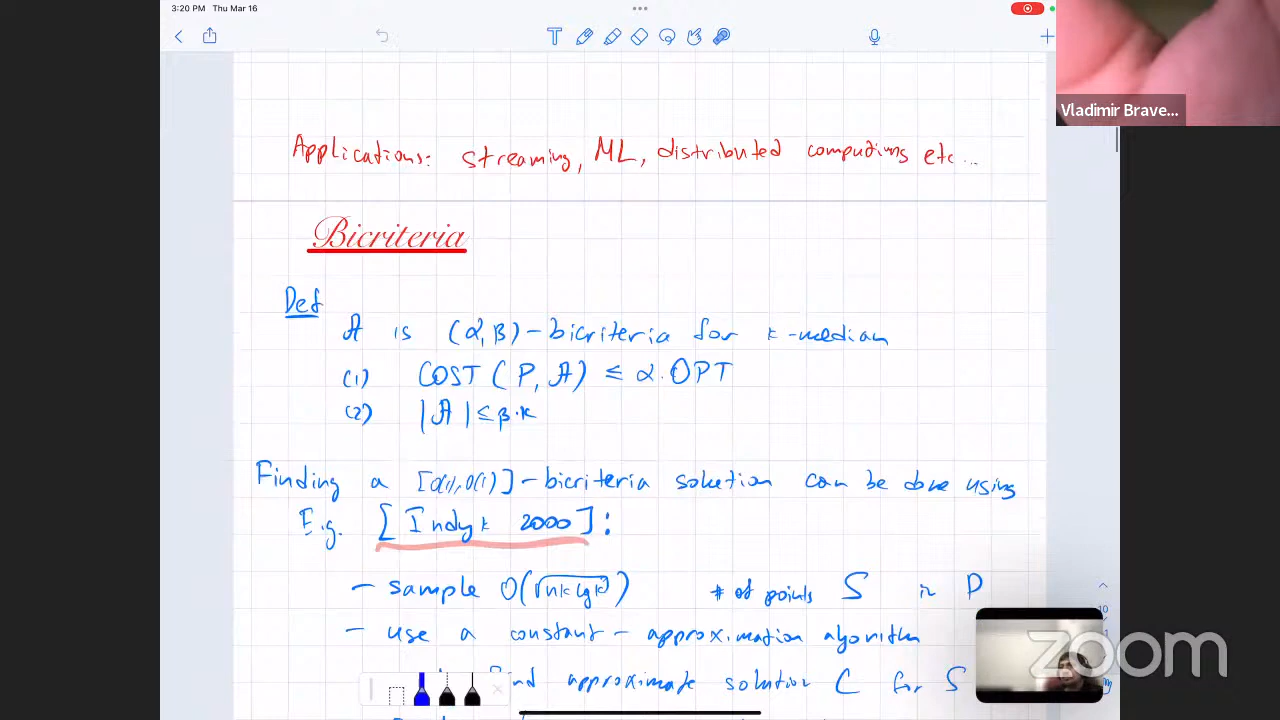 3:20 PM Thu Mar 16
Vladimir Brave...
Applications: streaming, ML, distributed computing etc...
Bicriteria
Def
A is (α,β)-bicriteria for k-median
(1) COST(P, A) ≤ α·OPT
(2) |A| ≤ β·k
Finding a [O(1),O(1)]-bicriteria solution can be done using
E.g. [Indyk 2000]:
- sample O(√nk lg k) # of points S in P
- use a constant-approximation algorithm
approximate solution C for S
zoom